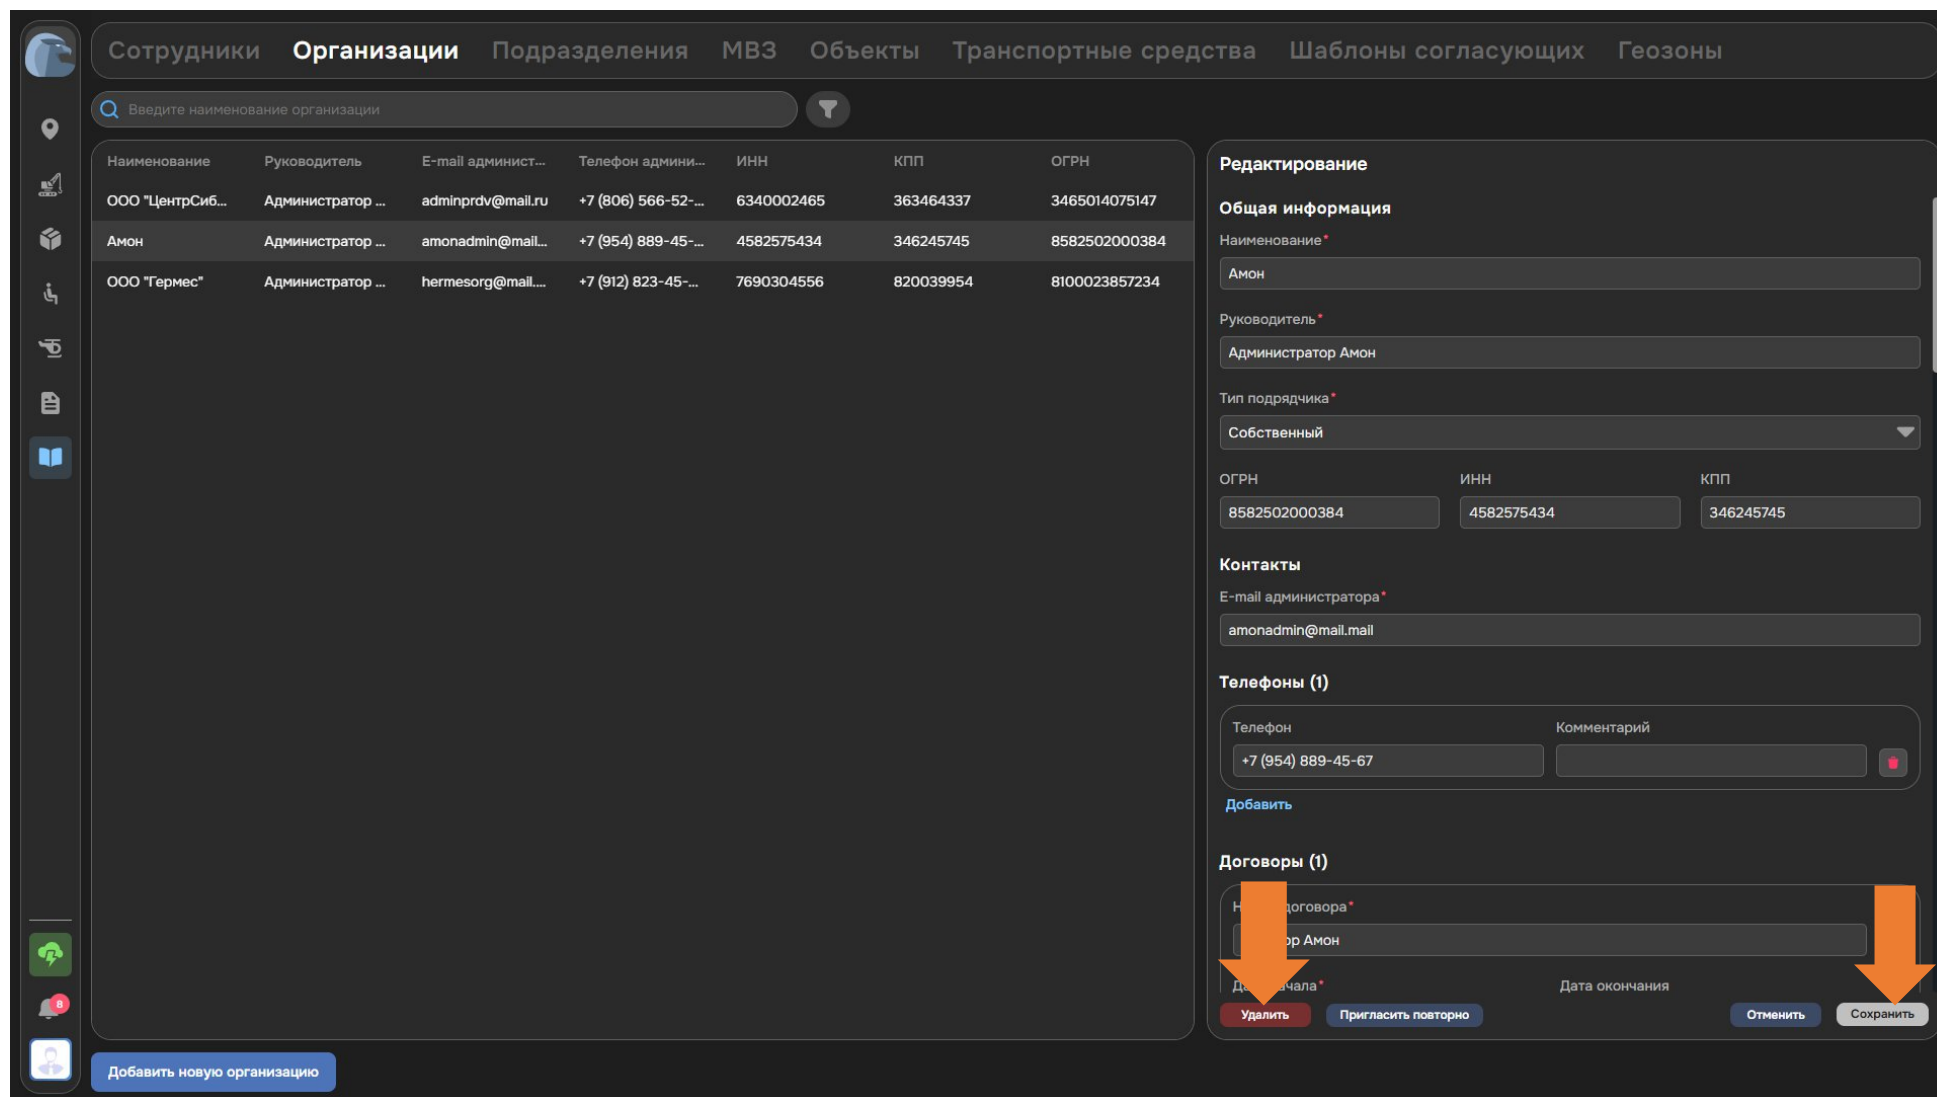 Сотрудники Организации Подразделения МВЗ Объекты Транспортные средства Шаблоны согласующих Геозоны
Введите наименование организации
Наименование Руководитель E-mail админист... Телефон админи... ИНН КПП ОГРН
ООО "ЦентрСиб... Администратор ... adminprdv@mail.ru +7 (806) 566-52-... 6340002465 363464337 3465014075147
Амон Администратор ... amonadmin@mail... +7 (954) 889-45-... 4582575434 346245745 8582502000384
ООО "Гермес" Администратор ... hermesorg@mail.... +7 (912) 823-45-... 7690304556 820039954 8100023857234
Редактирование
Общая информация
Наименование*
Амон
Руководитель*
Администратор Амон
Тип подрядчика*
Собственный
ОГРН ИНН КПП
8582502000384 4582575434 346245745
Контакты
E-mail администратора*
amonadmin@mail.mail
Телефоны (1)
Телефон Комментарий
+7 (954) 889-45-67
Добавить
Договоры (1)
договора*
Амон
Дата окончания
Удалить Пригласить повторно Отменить Сохранить
8
Добавить новую организацию